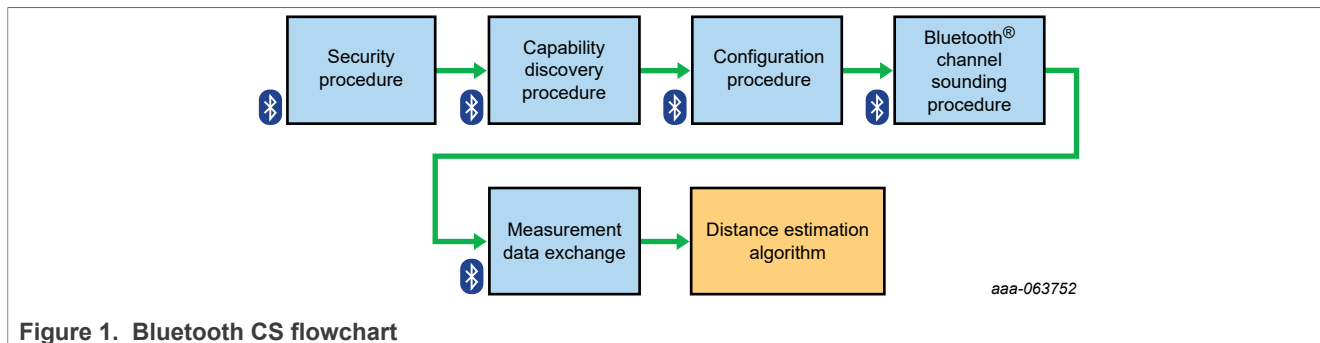 Security
procedure
Capability
discovery
procedure
Configuration
procedure
Bluetooth®
channel
sounding
procedure
Measurement
data exchange
Distance estimation
algorithm
aaa-063752
Figure 1. Bluetooth CS flowchart